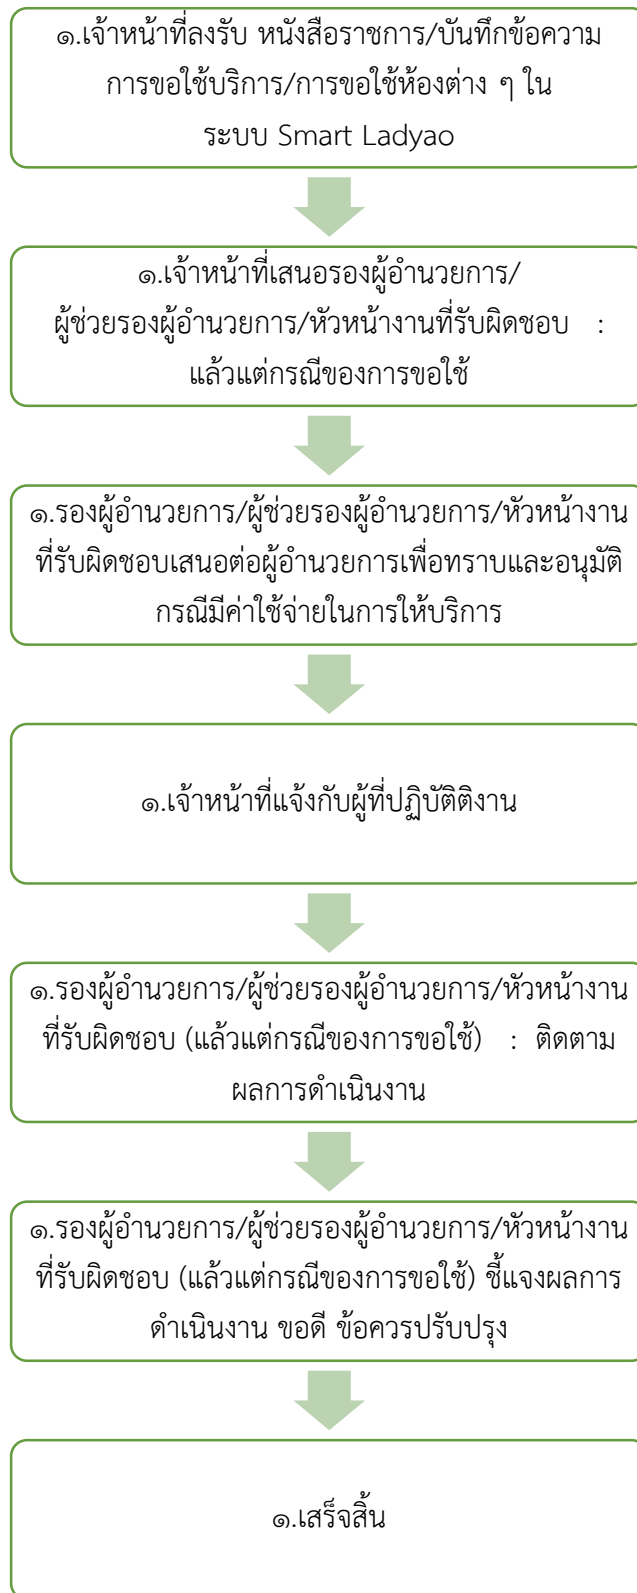 ๑.เจ้าหน้าที่ลงรับ หนังสือราชการ/บันทึกข้อความ
การขอใช้บริการ/การขอใช้ห้องต่าง ๆ ใน
ระบบ Smart Ladyao
๑.เจ้าหน้าที่เสนอรองผู้อำนวยการ/
ผู้ช่วยรองผู้อำนวยการ/หัวหน้างานที่รับผิดชอบ :
แล้วแต่กรณีของการขอใช้
๑.รองผู้อำนวยการ/ผู้ช่วยรองผู้อำนวยการ/หัวหน้างาน
ที่รับผิดชอบเสนอต่อผู้อำนวยการเพื่อทราบและอนุมัติ
กรณีมีค่าใช้จ่ายในการให้บริการ
๑.เจ้าหน้าที่แจ้งกับผู้ที่ปฏิบัติติงาน
๑.รองผู้อำนวยการ/ผู้ช่วยรองผู้อำนวยการ/หัวหน้างาน
ที่รับผิดชอบ (แล้วแต่กรณีของการขอใช้) : ติดตาม
ผลการดำเนินงาน
๑.รองผู้อำนวยการ/ผู้ช่วยรองผู้อำนวยการ/หัวหน้างาน
ที่รับผิดชอบ (แล้วแต่กรณีของการขอใช้) ชี้แจงผลการ
ดำเนินงาน ขอดี ข้อควรปรับปรุง
๑.เสร็จสิ้น